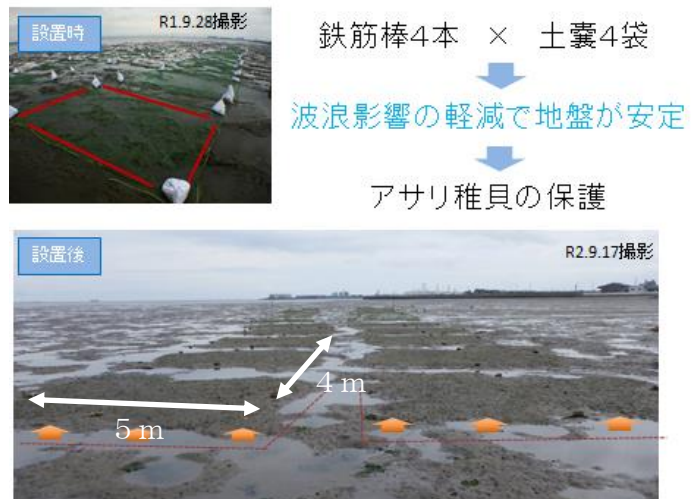 設置時
R1.9.28撮影
鉄筋棒4本 × 土嚢4袋
波浪影響の軽減で地盤が安定
アサリ稚貝の保護
設置後
R2.9.17撮影
4m
5m